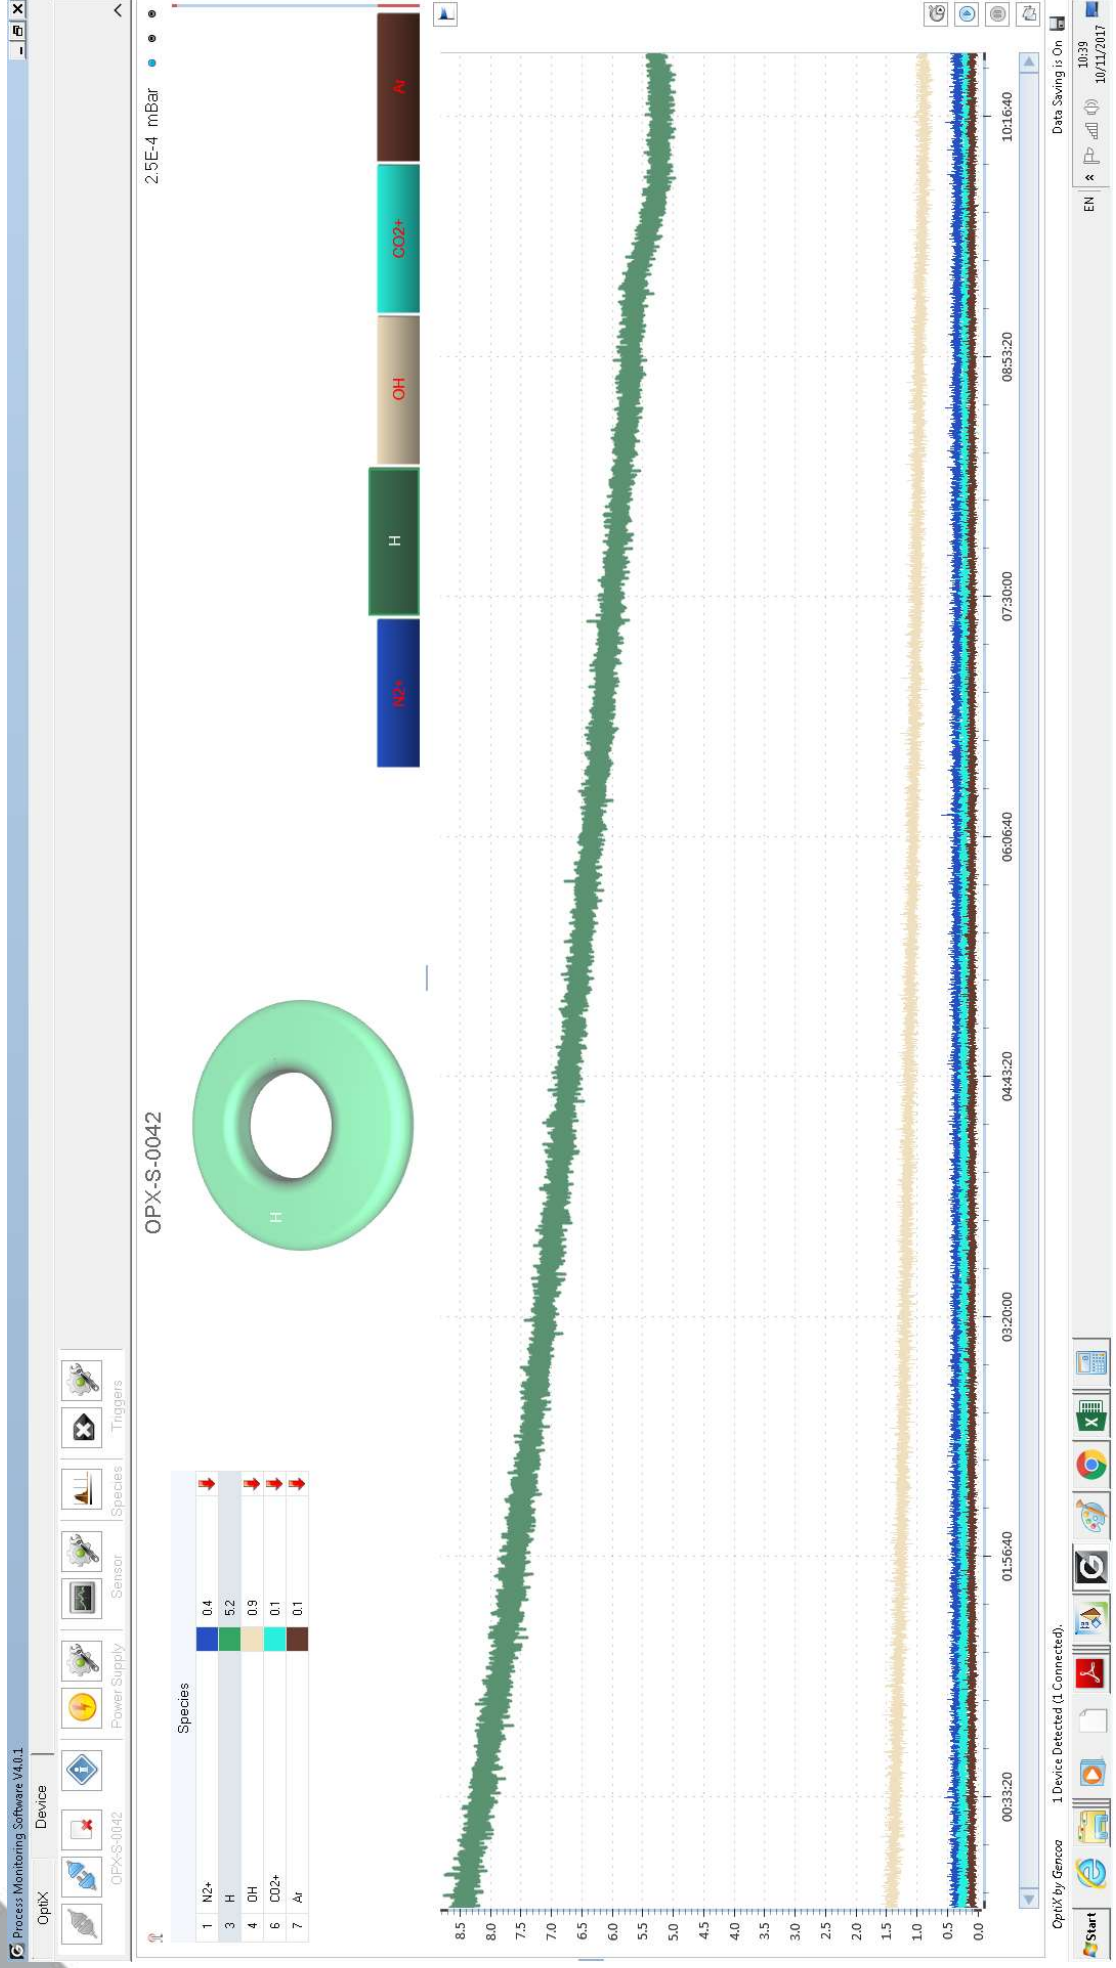 Process Monitoring Software V4.0.1
OptiX Device
OPX-S-0042 Power Supply Sensor Species Triggers
OPX-S-0042
2.5E-4 mBar
Species
1 N2+ 0.4
3 H 5.2
4 OH 0.9
6 CO2+ 0.1
7 Ar 0.1
H
N2+ H OH CO2+ Ar
8.5
8.0
7.5
7.0
6.5
6.0
5.5
5.0
4.5
4.0
3.5
3.0
2.5
2.0
1.5
1.0
0.5
0.0
00:33:20 01:56:40 03:20:00 04:43:20 06:06:40 07:30:00 08:53:20 10:16:40
OptiX by Gencoa 1 Device Detected (1 Connected). Data Saving is On
Start EN 10:39
10/11/2017